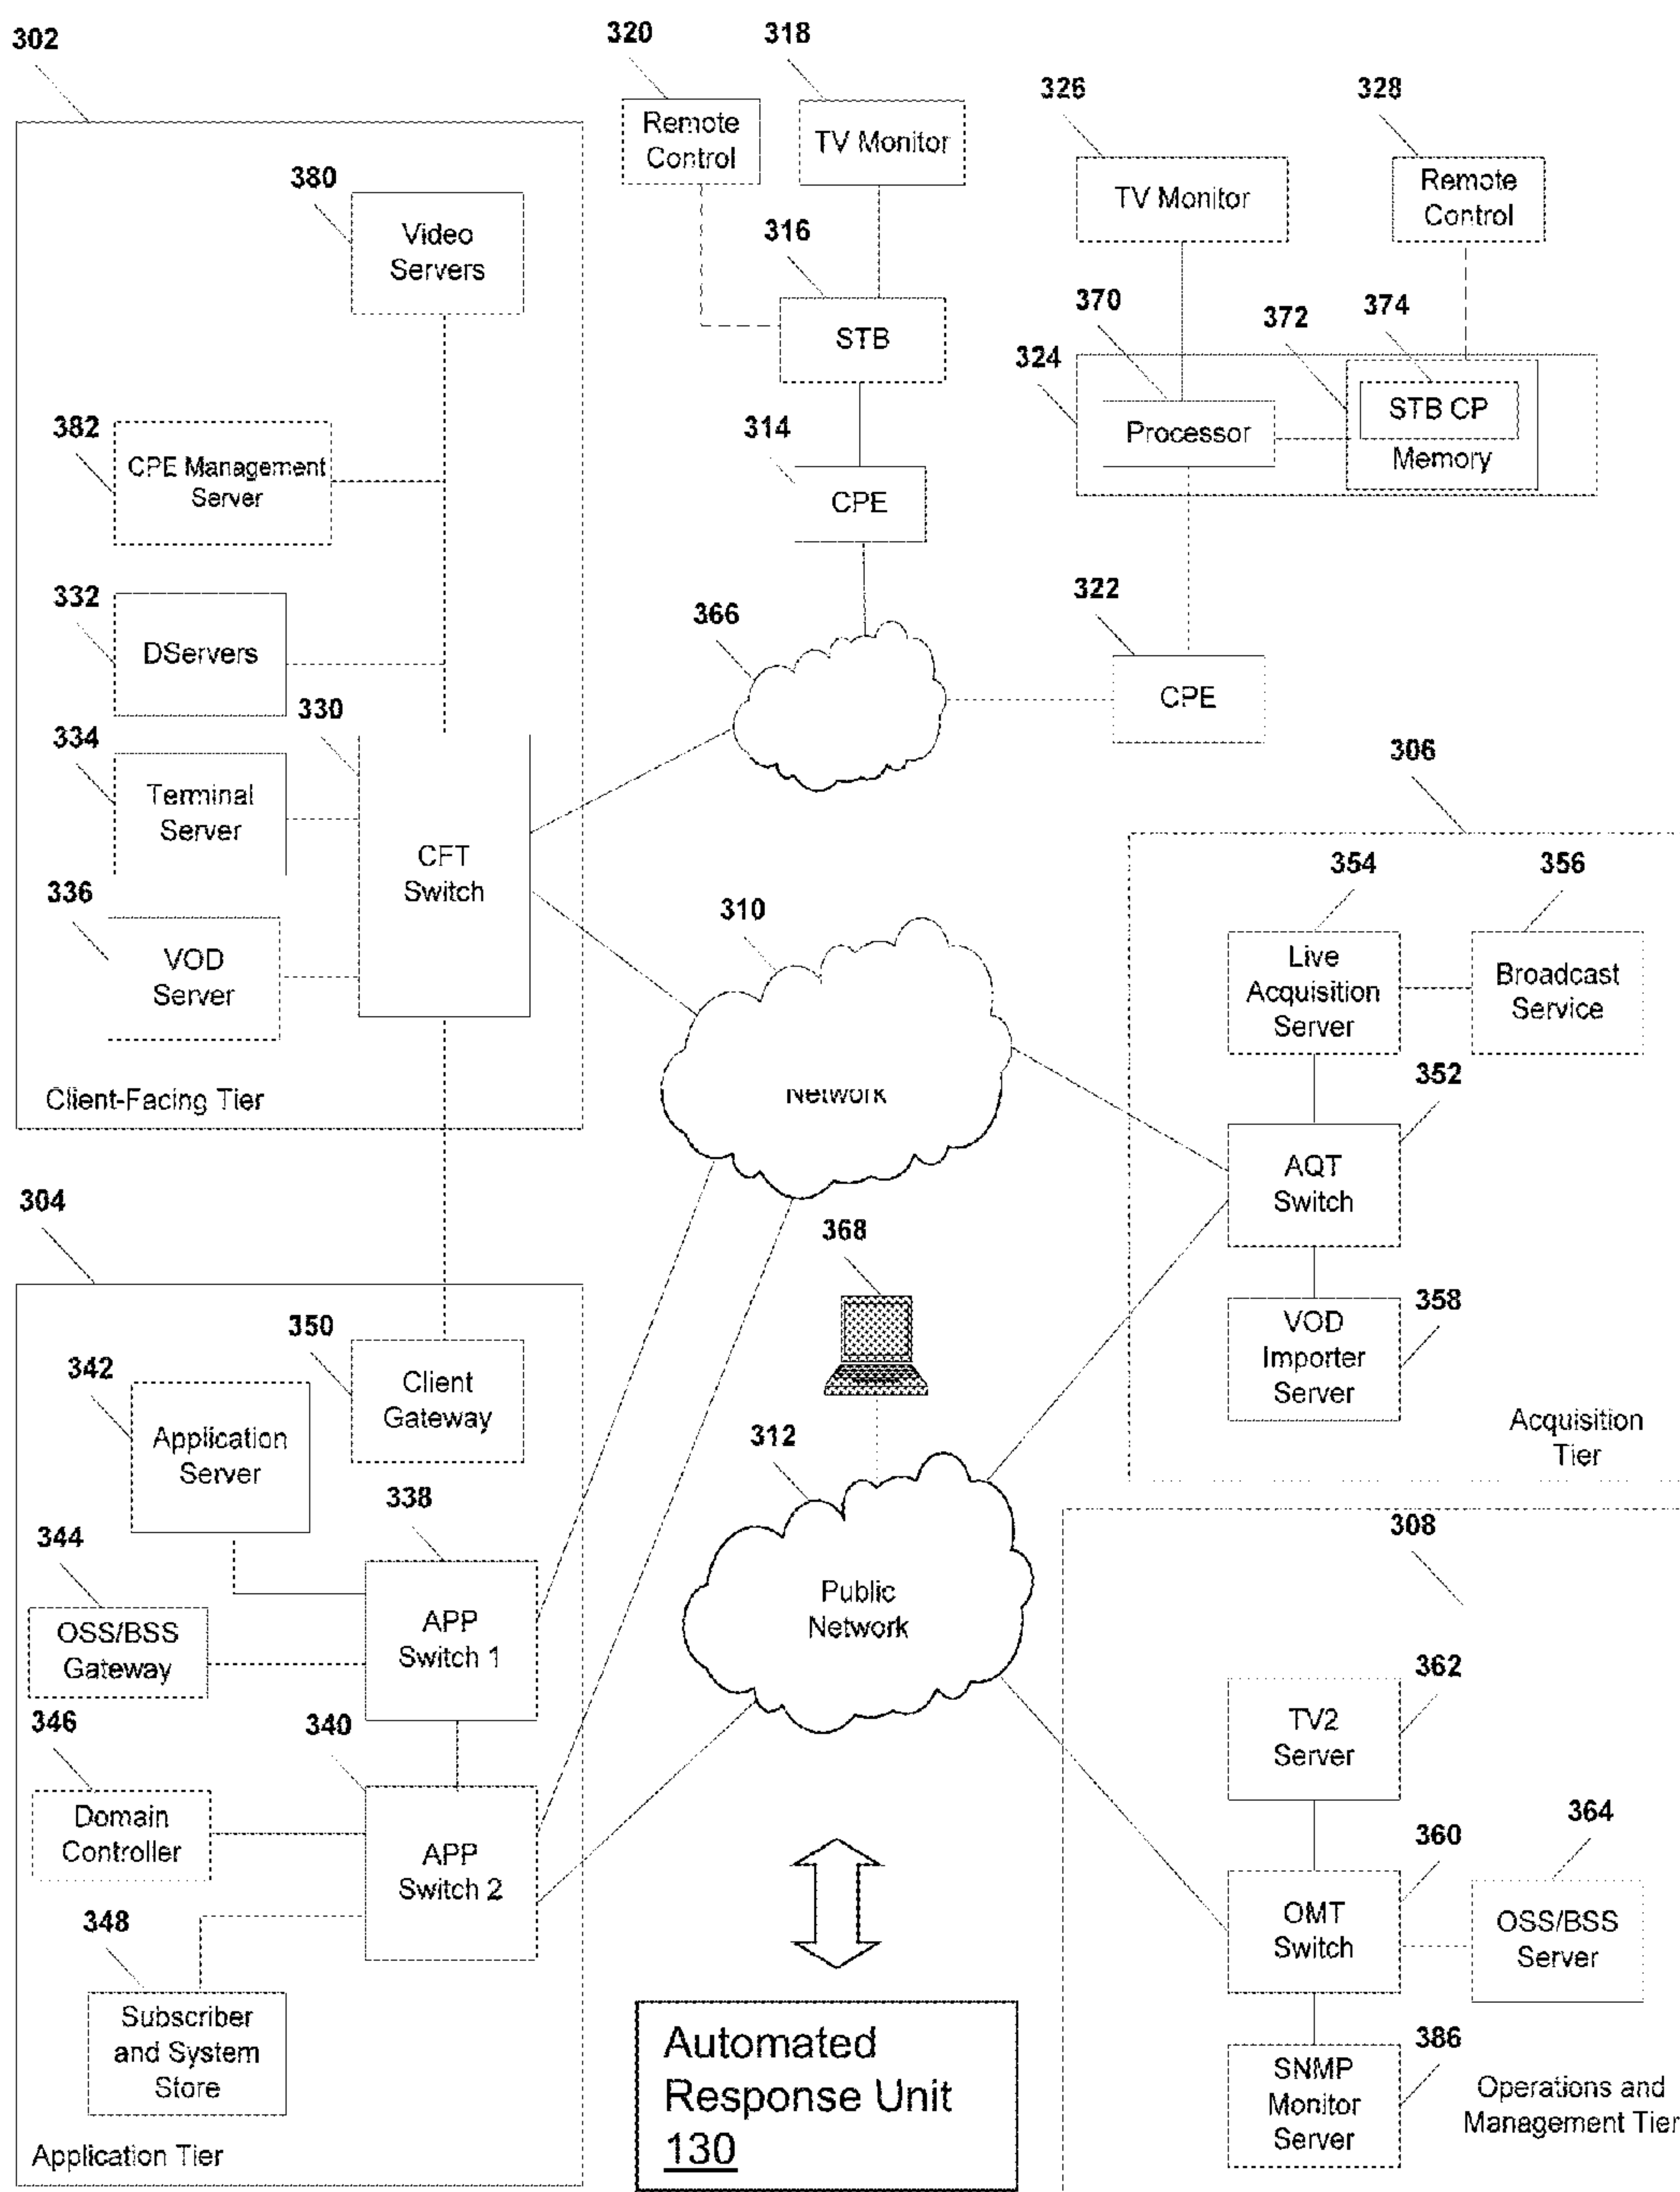 302
320
318
326
328
Remote
Control
TV Monitor
TV Monitor
Remote
Control
380
Video
Servers
316
STB
370
372
374
324
Processor
STB CP
Memory
382
CPE Management
Server
314
CPE
332
DServers
366
322
CPE
330
334
Terminal
Server
CFT
Switch
336
VOD
Server
Client-Facing Tier
310
Network
306
354
356
Live
Acquisition
Server
Broadcast
Service
352
AQT
Switch
358
VOD
Importer
Server
Acquisition
Tier
304
350
Client
Gateway
342
Application
Server
368
312
Public
Network
338
344
OSS/BSS
Gateway
APP
Switch 1
346
340
Domain
Controller
APP
Switch 2
348
Subscriber
and System
Store
Application Tier
Automated
Response Unit
130
308
362
TV2
Server
360
364
OMT
Switch
OSS/BSS
Server
386
SNMP
Monitor
Server
Operations and
Management Tier